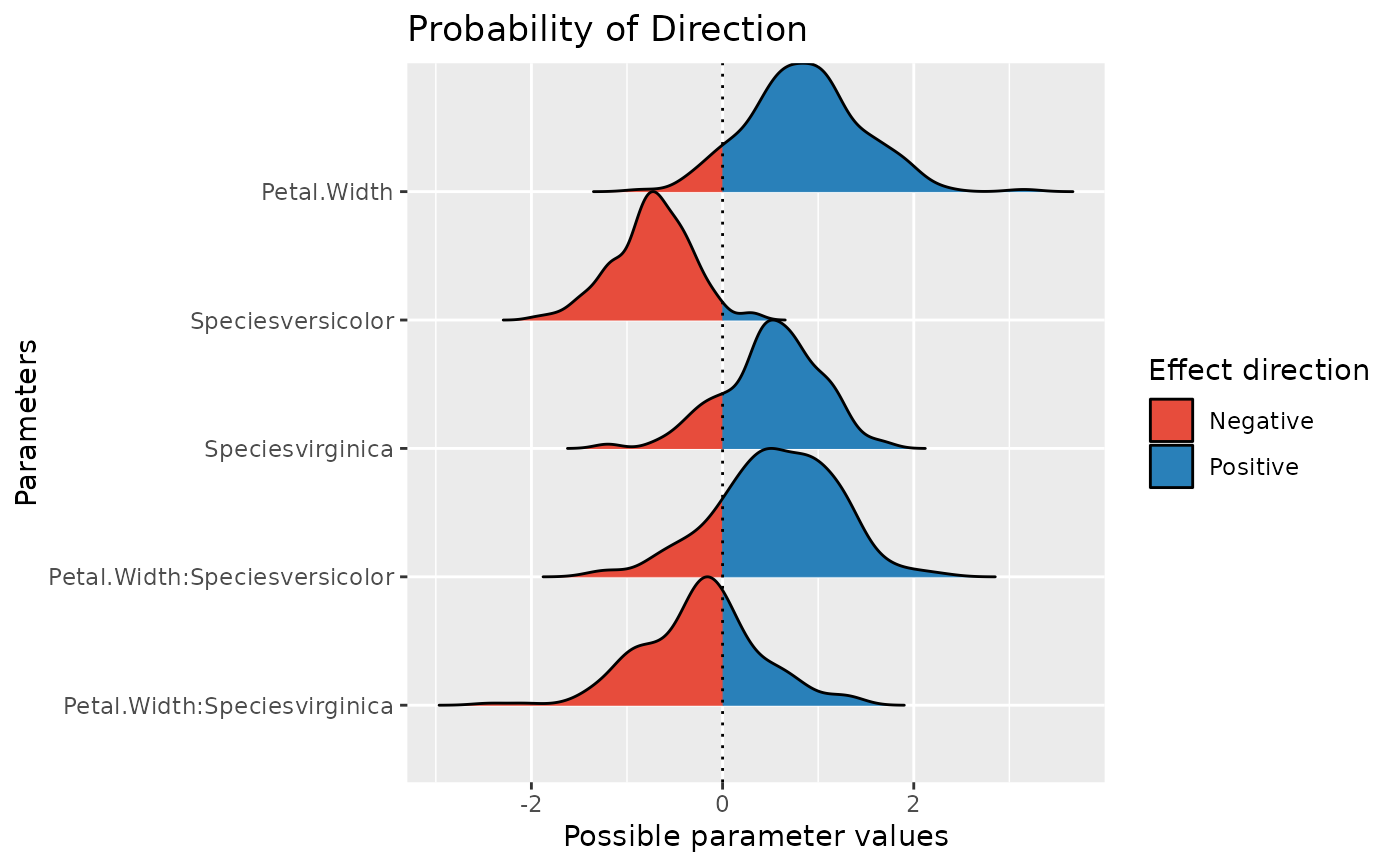 Probability of Direction
Parameters
Petal.Width
Speciesversicolor
Speciesvirginica
Petal.Width:Speciesversicolor
Petal.Width:Speciesvirginica
-2
0
2
Possible parameter values
Effect direction
Negative
Positive